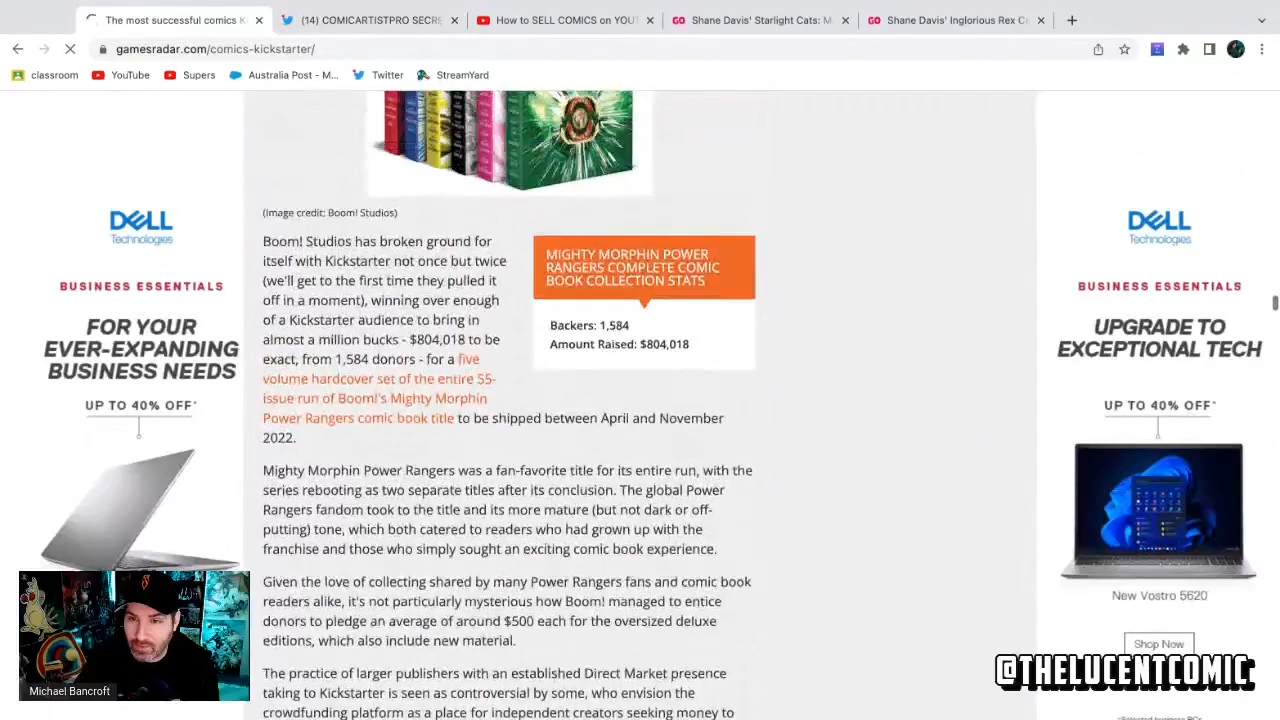 The most successful comics K
(14) COMICARTISTPRO SECRE
How to SELL COMICS on YOUT
Shane Davis' Starlight Cats: M
Shane Davis' Inglorious Rex Co
gamesradar.com/comics-kickstarter/
classroom
YouTube
Supers
Australia Post - M...
Twitter
StreamYard
(Image credit: Boom! Studios)
Boom! Studios has broken ground for
itself with Kickstarter not once but twice
(we'll get to the first time they pulled it
off in a moment), winning over enough
of a Kickstarter audience to bring in
almost a million bucks - $804,018 to be
exact, from 1,584 donors - for a five
volume hardcover set of the entire 55-
issue run of Boom!'s Mighty Morphin
Power Rangers comic book title to be shipped between April and November
2022.
MIGHTY MORPHIN POWER
RANGERS COMPLETE COMIC
BOOK COLLECTION STATS
Backers: 1,584
Amount Raised: $804,018
Mighty Morphin Power Rangers was a fan-favorite title for its entire run, with the
series rebooting as two separate titles after its conclusion. The global Power
Rangers fandom took to the title and its more mature (but not dark or off-
putting) tone, which both catered to readers who had grown up with the
franchise and those who simply sought an exciting comic book experience.
Given the love of collecting shared by many Power Rangers fans and comic book
readers alike, it's not particularly mysterious how Boom! managed to entice
donors to pledge an average of around $500 each for the oversized deluxe
editions, which also include new material.
The practice of larger publishers with an established Direct Market presence
taking to Kickstarter is seen as controversial by some, who envision the
crowdfunding platform as a place for independent creators seeking money to
DELL
Technologies
BUSINESS ESSENTIALS
FOR YOUR
EVER-EXPANDING
BUSINESS NEEDS
UP TO 40% OFF*
DELL
Technologies
BUSINESS ESSENTIALS
UPGRADE TO
EXCEPTIONAL TECH
UP TO 40% OFF*
New Vostro 5620
Shop Now
Michael Bancroft
@THELUCENTCOMIC